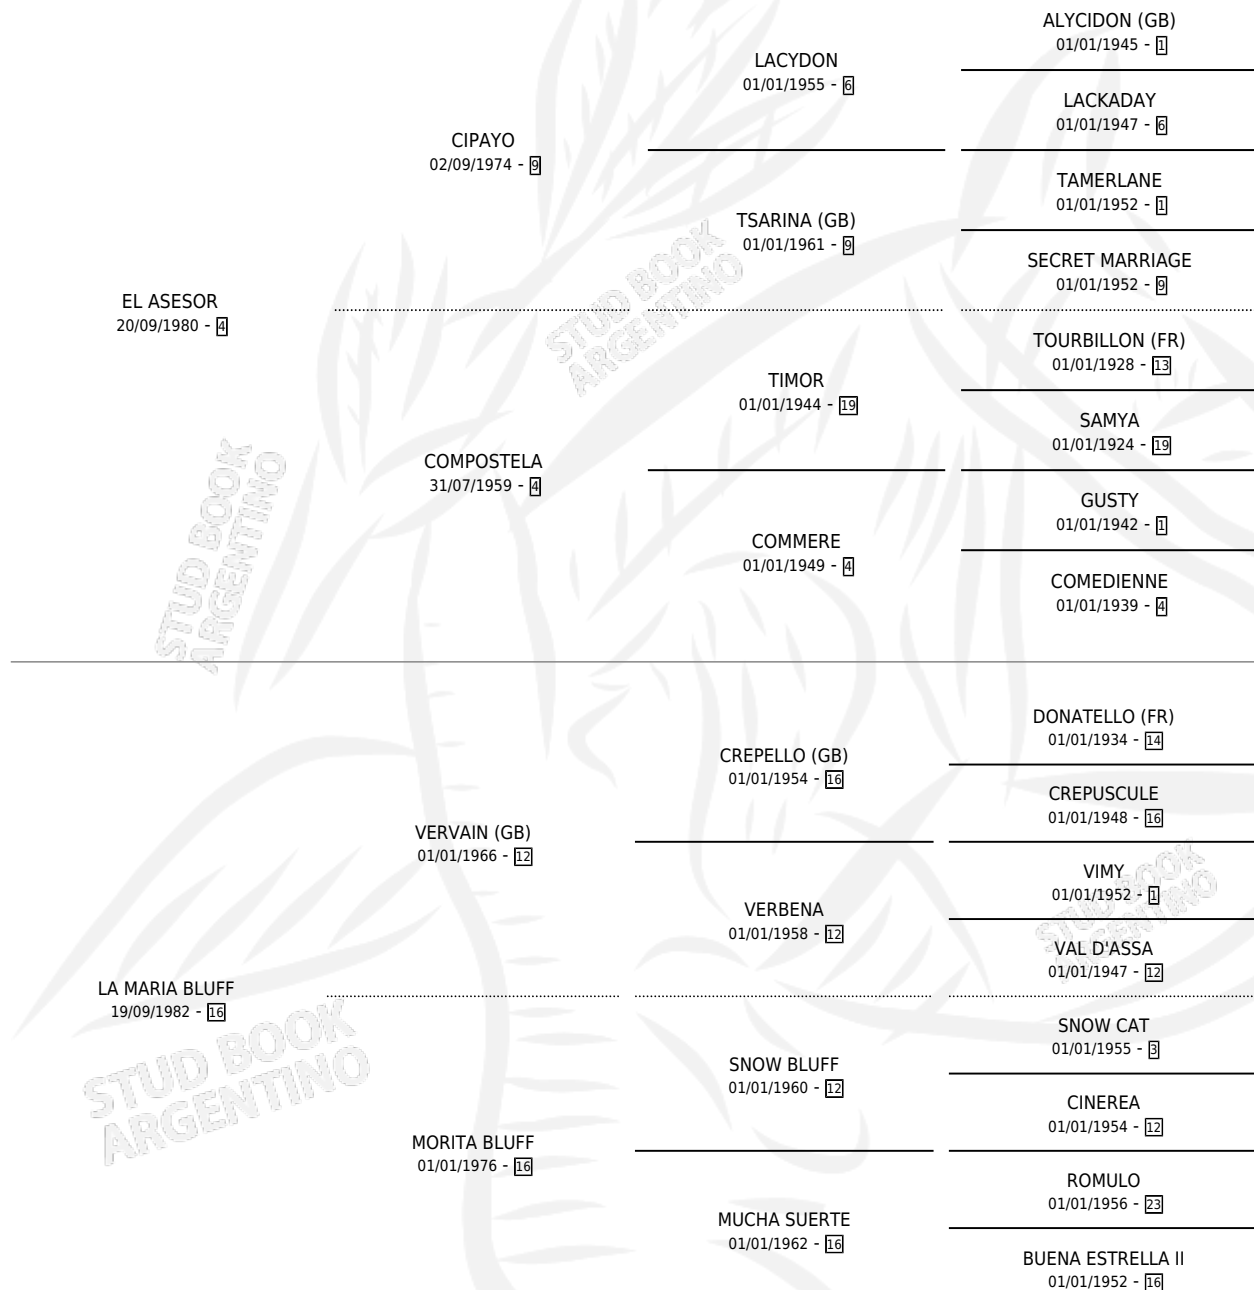 ALYCIDON (GB)
01/01/1945 - 1
LACYDON
01/01/1955 - 6
LACKADAY
01/01/1947 - 6
CIPAYO
02/09/1974 - 9
TAMERLANE
01/01/1952 - 1
TSARINA (GB)
01/01/1961 - 9
SECRET MARRIAGE
01/01/1952 - 9
EL ASESOR
20/09/1980 - 4
TOURBILLON (FR)
01/01/1928 - 13
TIMOR
01/01/1944 - 19
SAMYA
01/01/1924 - 19
COMPOSTELA
31/07/1959 - 4
GUSTY
01/01/1942 - 1
COMMERE
01/01/1949 - 4
COMEDIENNE
01/01/1939 - 4
DONATELLO (FR)
01/01/1934 - 14
CREPELLO (GB)
01/01/1954 - 16
CREPUSCULE
01/01/1948 - 16
VERVAIN (GB)
01/01/1966 - 12
VIMY
01/01/1952 - 1
VERBENA
01/01/1958 - 12
VAL D'ASSA
01/01/1947 - 12
LA MARIA BLUFF
19/09/1982 - 16
SNOW CAT
01/01/1955 - 3
SNOW BLUFF
01/01/1960 - 12
CINEREA
01/01/1954 - 12
MORITA BLUFF
01/01/1976 - 16
ROMULO
01/01/1956 - 23
MUCHA SUERTE
01/01/1962 - 16
BUENA ESTRELLA II
01/01/1952 - 16
STUD BOOK
ARGENTINO
STUD BOOK
ARGENTINO
STUD BOOK
ARGENTINO
STUD BOOK
ARGENTINO